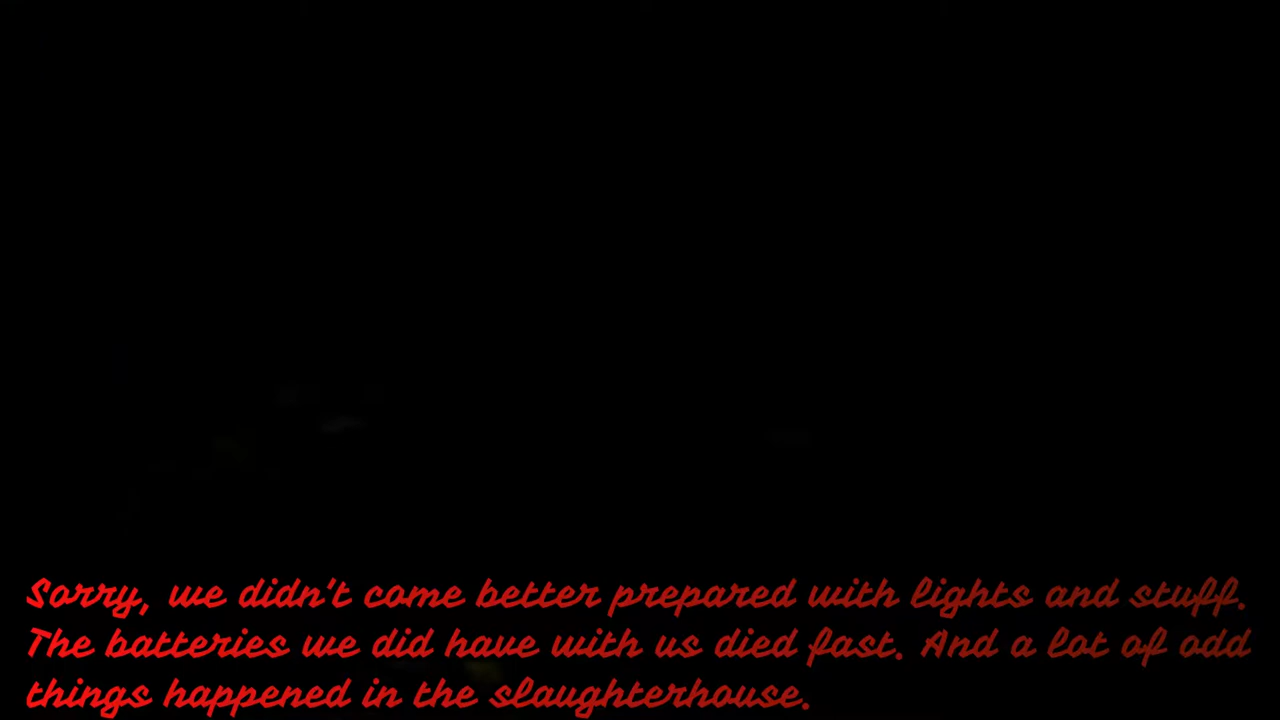 Sorry, we didn't come better prepared with lights and stuff.
The batteries we did have with us died fast. And a lot of odd
things happened in the slaughterhouse.